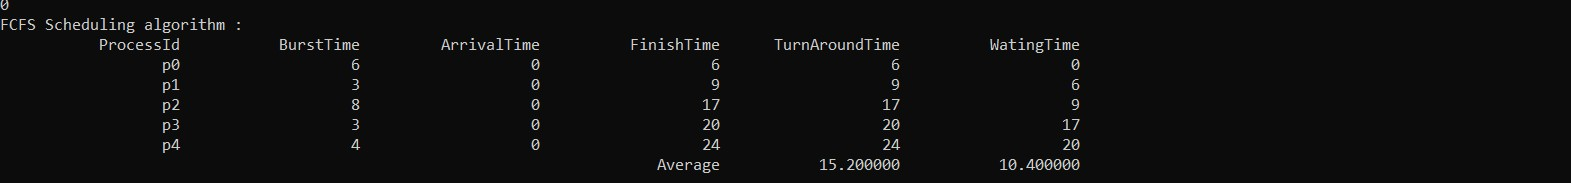 0
FCFS Scheduling algorithm :
ProcessId BurstTime ArrivalTime FinishTime TurnAroundTime WatingTime
p0 6 0 6 6 0
p1 3 0 9 9 6
p2 8 0 17 17 9
p3 3 0 20 20 17
p4 4 0 24 24 20
Average 15.200000 10.400000